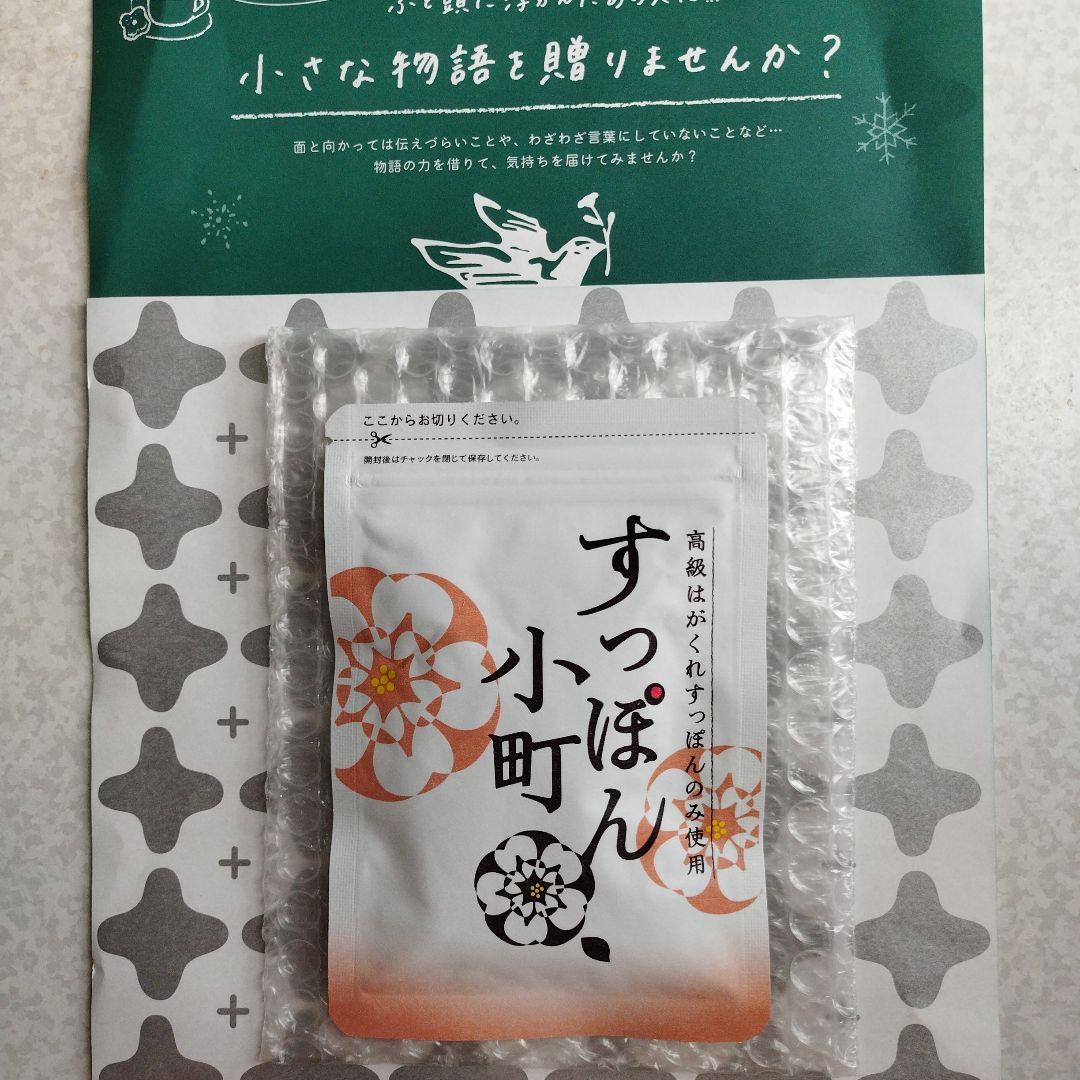 小さな物語を贈りませんか？
面と向かっては伝えづらいことや、わざわざ言葉にしていないことなど…
物語の力を借りて、気持ちを届けてみませんか？
ここからお切りください。
開封後はチャックを閉じて保存してください。
高級はがくれすっぽんのみ使用
すっぽん
小町